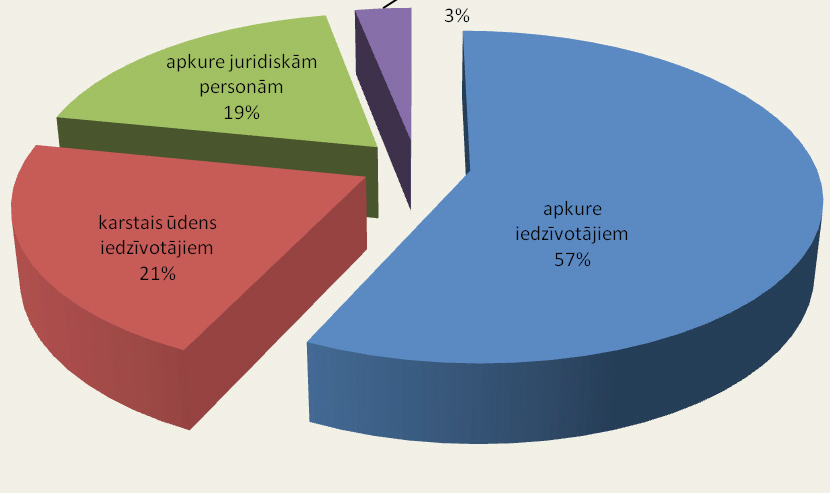 3%
apkure juridiskām
personām
19%
karstais ūdens
iedzīvotājiem
21%
apkure
iedzīvotājiem
57%